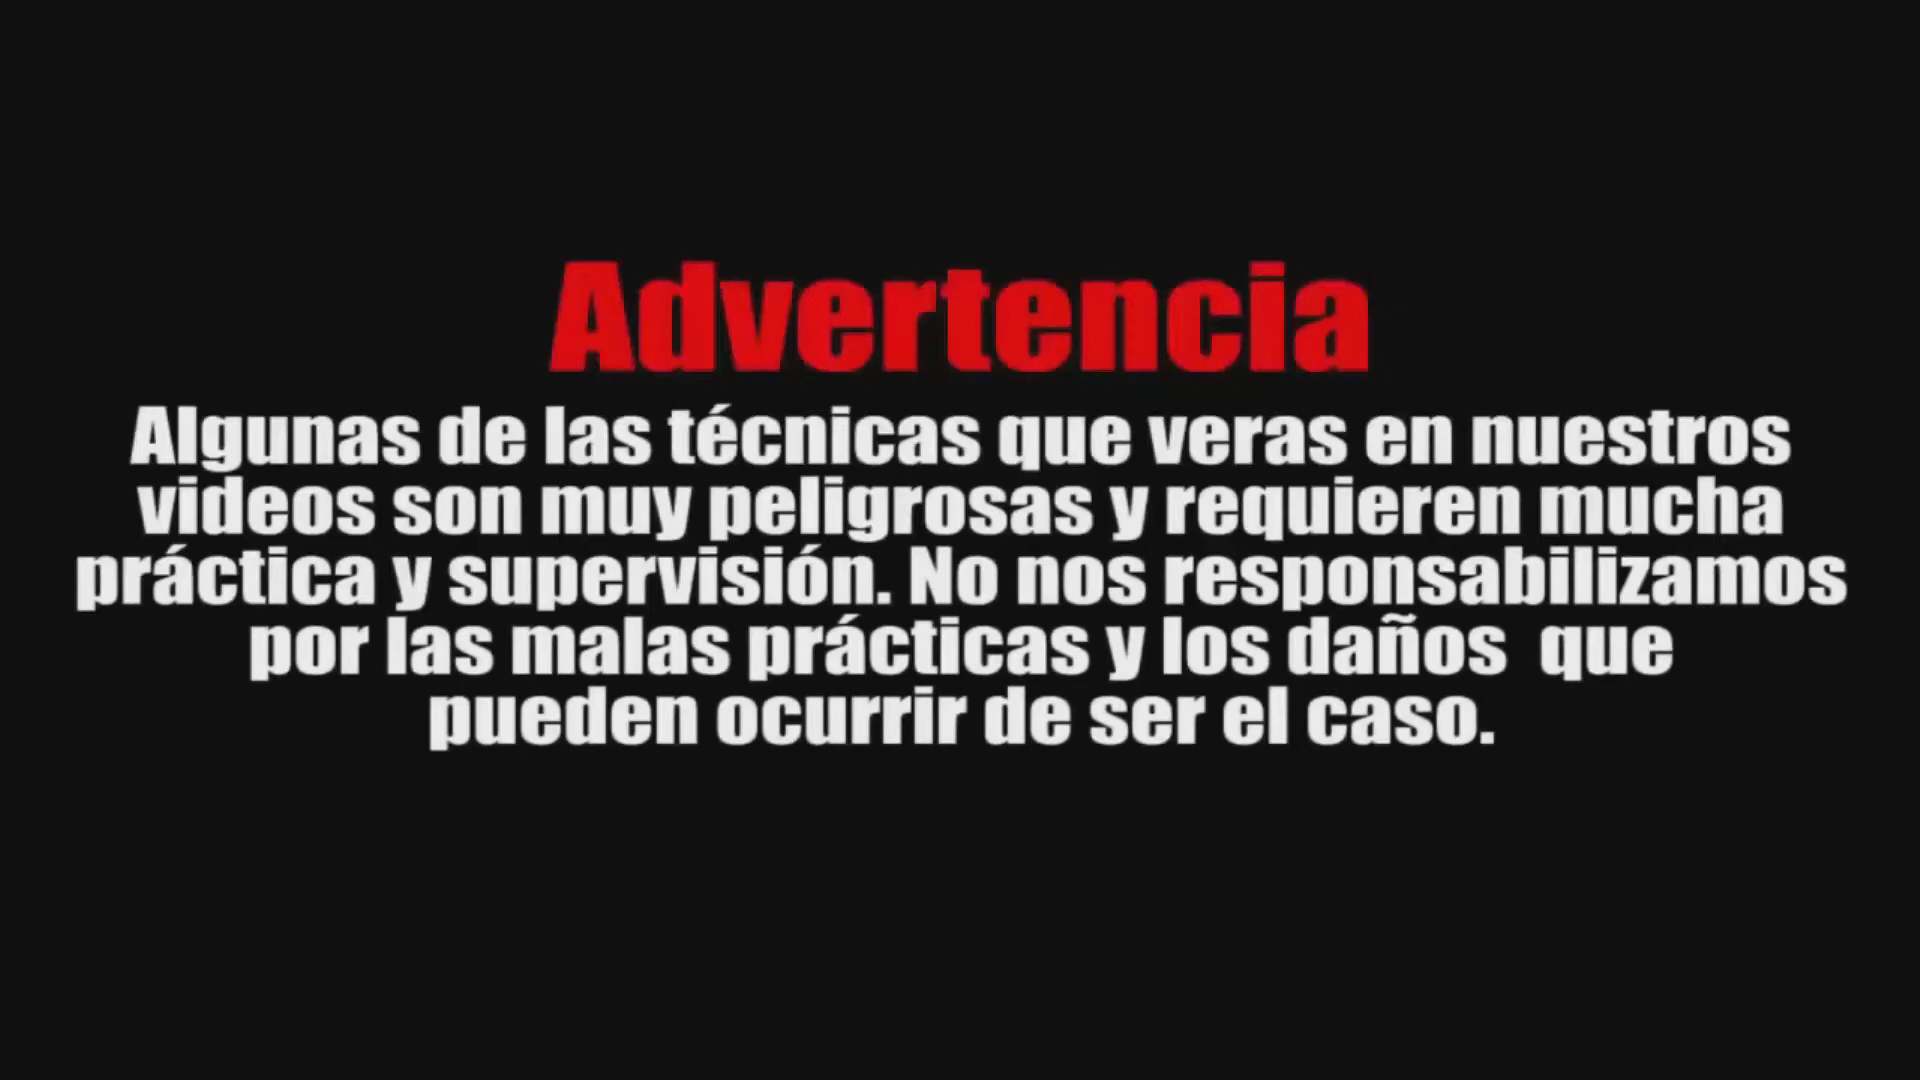 Advertencia
Algunas de las técnicas que veras en nuestros
videos son muy peligrosas y requieren mucha
práctica y supervisión. No nos responsabilizamos
por las malas prácticas y los daños  que
pueden ocurrir de ser el caso.